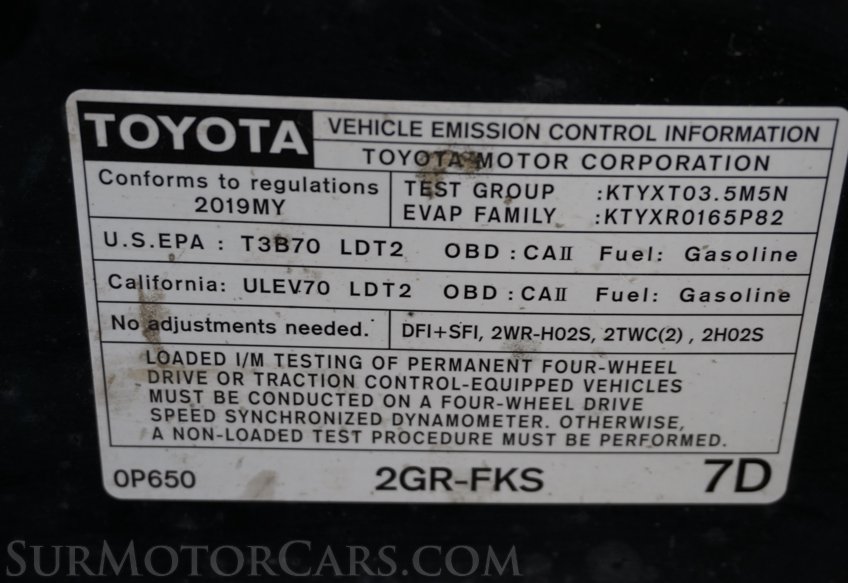 TOYOTA
VEHICLE EMISSION CONTROL INFORMATION
TOYOTA MOTOR CORPORATION
Conforms to regulations
2019MY
TEST GROUP :KTYXT03.5M5N
EVAP FAMILY :KTYXR0165P82
U.S.EPA : T3B70 LDT2 OBD : CAII Fuel: Gasoline
California: ULEV70 LDT2 OBD : CAII Fuel: Gasoline
No adjustments needed.
DFI+SFI, 2WR-HO2S, 2TWC(2) , 2HO2S
LOADED I/M TESTING OF PERMANENT FOUR-WHEEL
DRIVE OR TRACTION CONTROL-EQUIPPED VEHICLES
MUST BE CONDUCTED ON A FOUR-WHEEL DRIVE
SPEED SYNCHRONIZED DYNAMOMETER. OTHERWISE,
A NON-LOADED TEST PROCEDURE MUST BE PERFORMED.
0P650 2GR-FKS 7D
SURMOTORCARS.COM